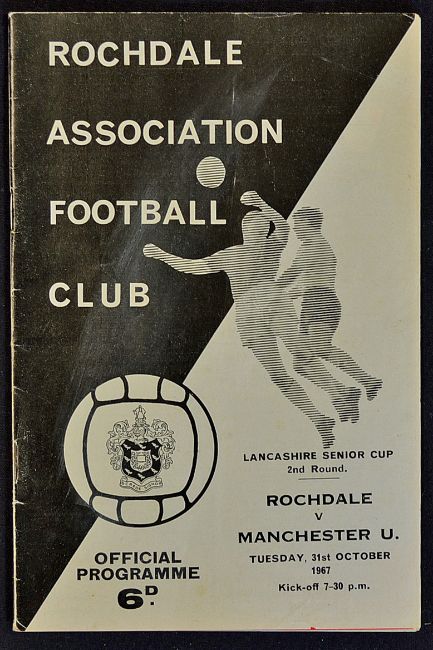 ROCHDALE
ASSOCIATION
FOOTBALL
CLUB
LANCASHIRE SENIOR CUP
2nd Round.
ROCHDALE
V
MANCHESTER U.
TUESDAY, 31st OCTOBER
1967
Kick-off 7-30 p.m.
OFFICIAL
PROGRAMME
6D.